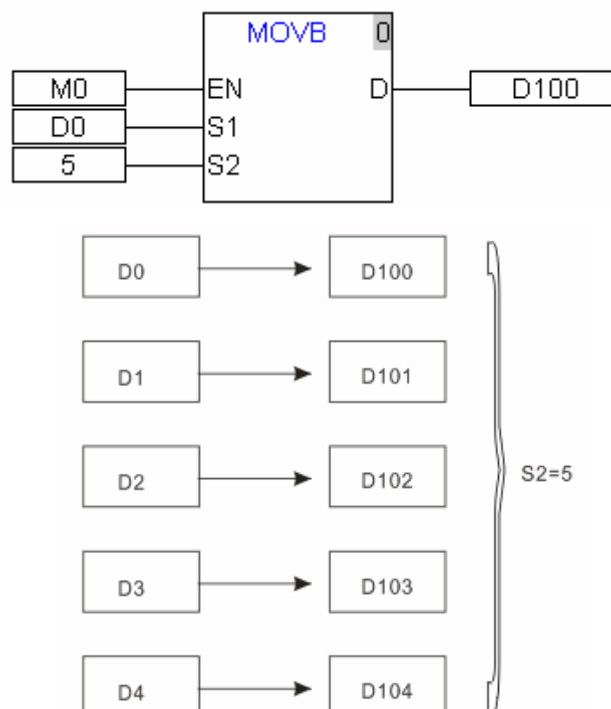 MOVB 0
M0 EN D D100
D0 S1
5 S2
D0 D100
D1 D101
D2 D102
S2=5
D3 D103
D4 D104